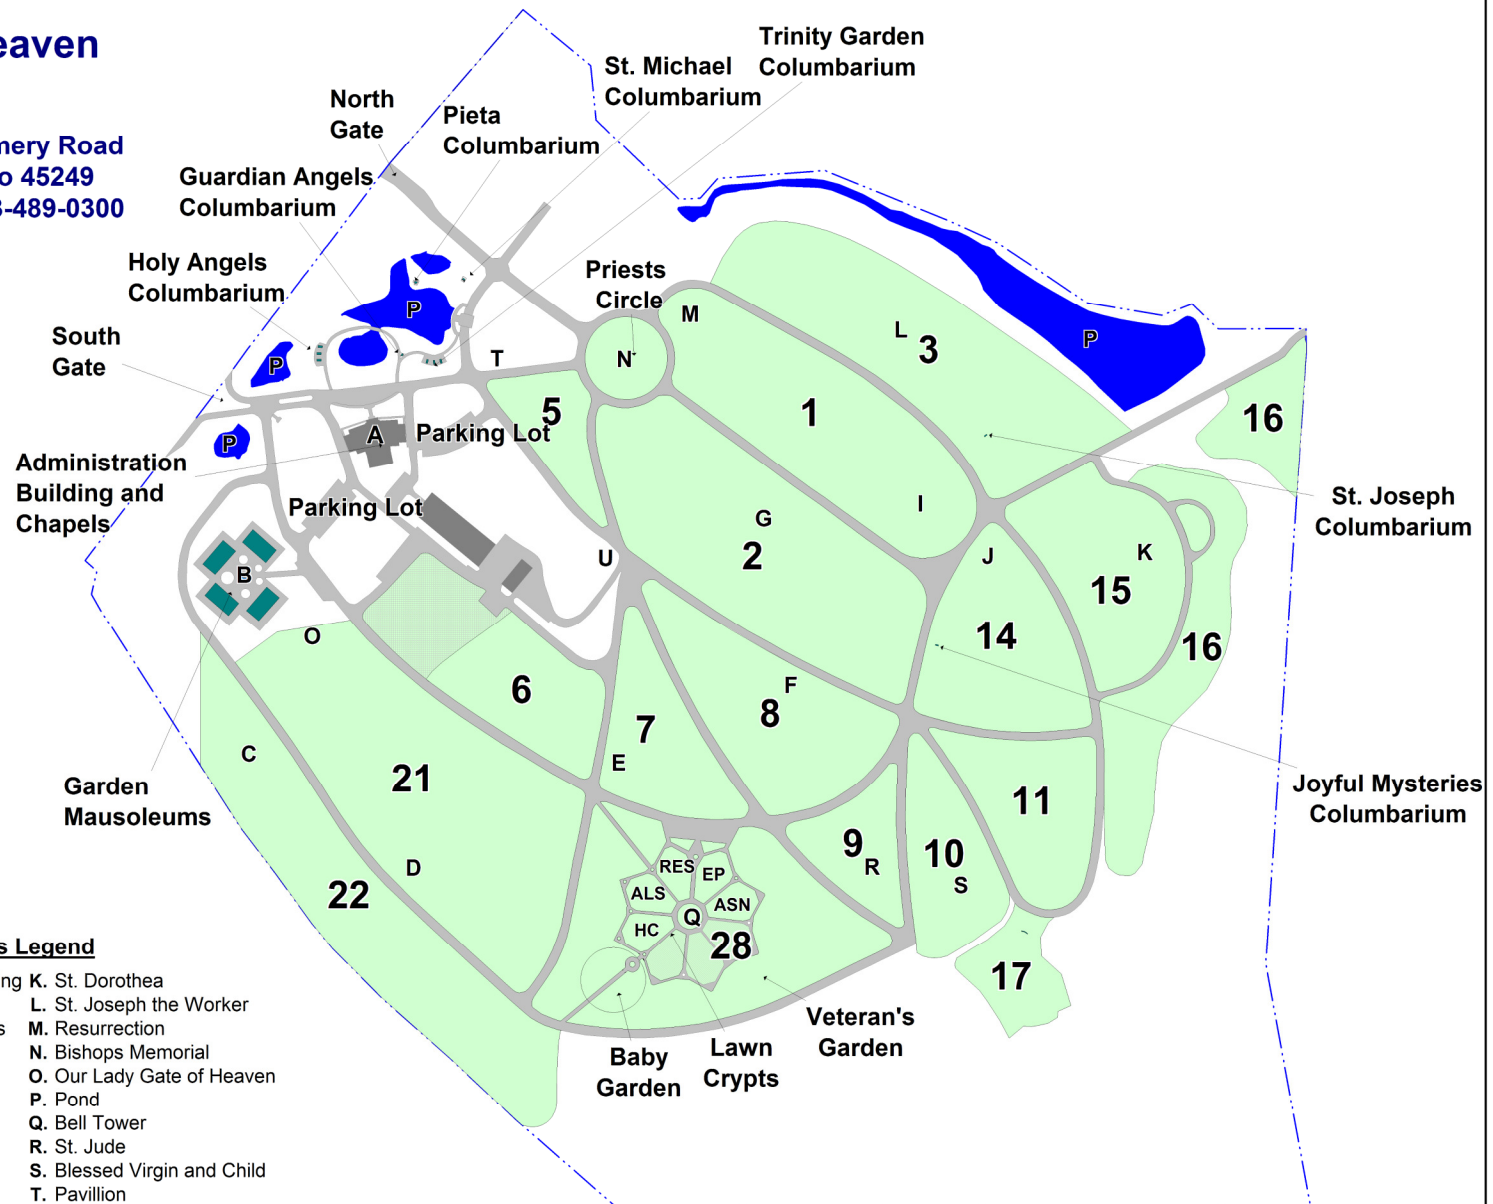 eaven
mery Road
o 45249
-489-0300
Trinity Garden
Columbarium
St. Michael
Columbarium
North
Gate
Pieta
Columbarium
Guardian Angels
Columbarium
Holy Angels
Columbarium
South
Gate
Priests
Circle
P
P
P
P
M
L
3
N
T
5
1
16
A
Parking Lot
Administration
Building and
Chapels
Parking Lot
I
St. Joseph
Columbarium
G
2
U
J
K
15
B
O
14
16
6
F
8
7
E
C
21
Garden
Mausoleums
11
Joyful Mysteries
Columbarium
9
R
10
S
D
22
RES
EP
ALS
ASN
HC
Q
28
17
Veteran's
Garden
Baby
Garden
Lawn
Crypts
s Legend
ng K. St. Dorothea
L. St. Joseph the Worker
s M. Resurrection
N. Bishops Memorial
O. Our Lady Gate of Heaven
P. Pond
Q. Bell Tower
R. St. Jude
S. Blessed Virgin and Child
T. Pavillion